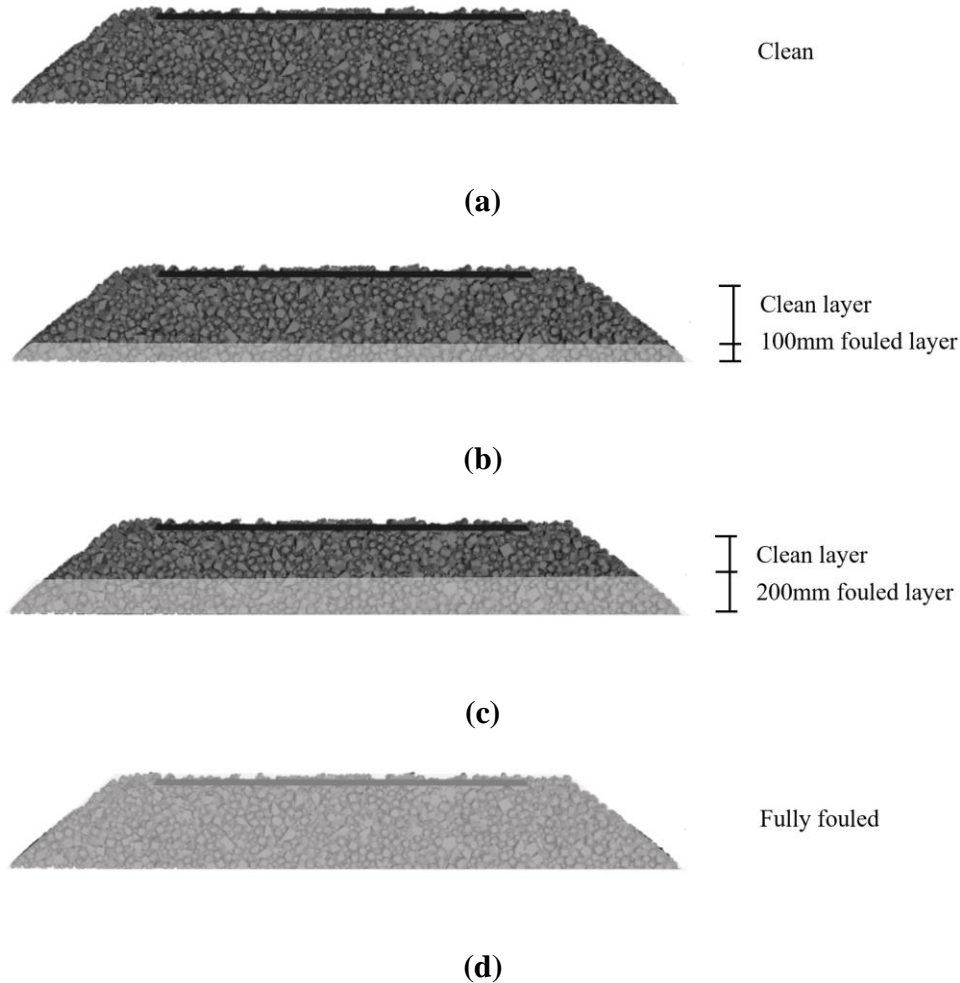 Clean
(a)
Clean layer
100mm fouled layer
(b)
Clean layer
200mm fouled layer
(c)
Fully fouled
(d)